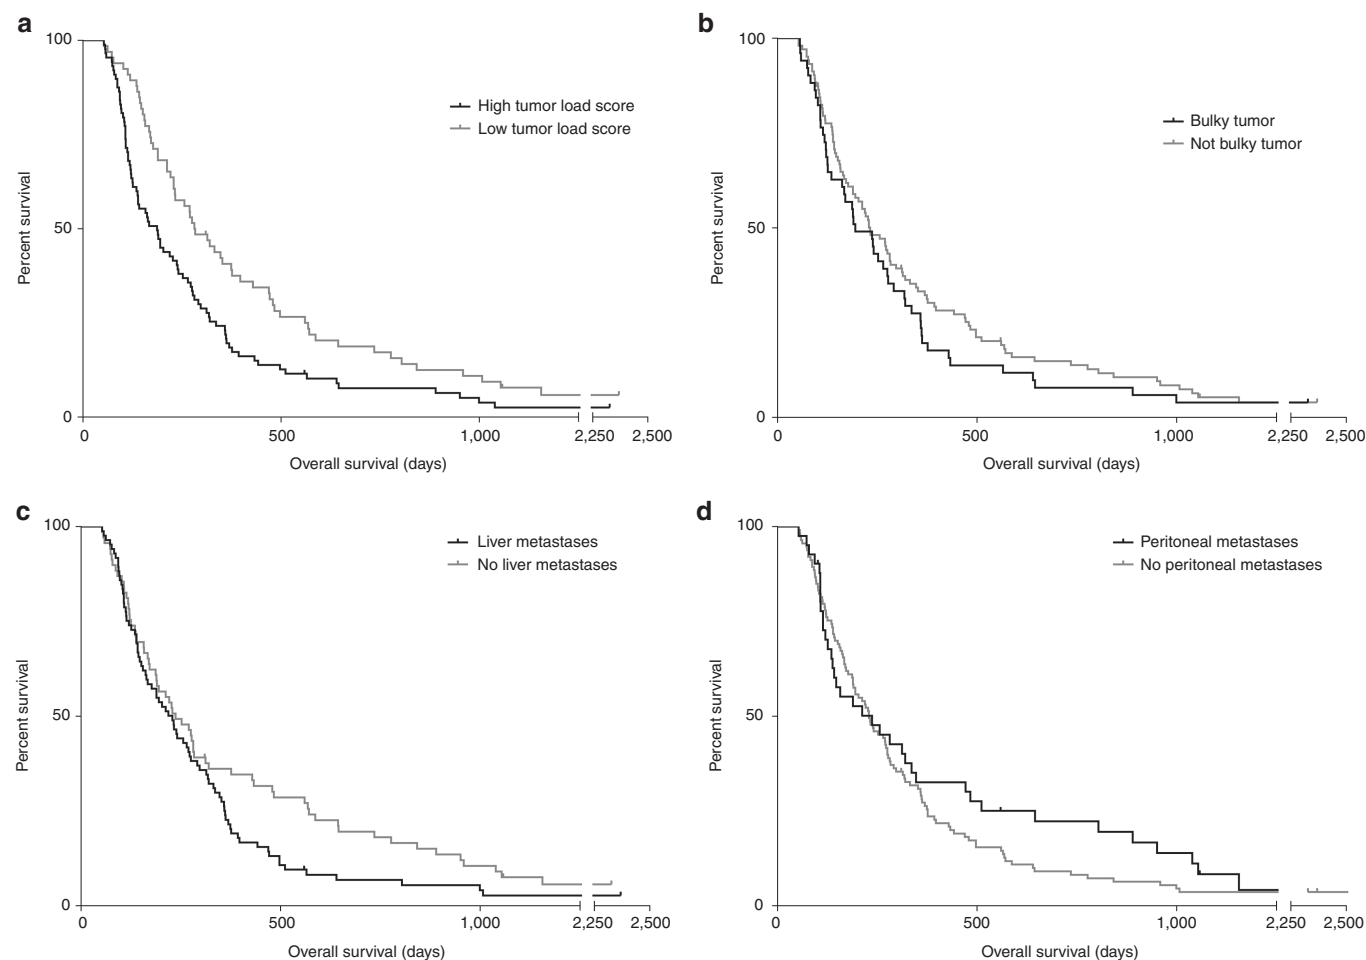 a
100
50
0
Percent survival
High tumor load score
Low tumor load score
0 500 1,000 2,250 2,500
Overall survival (days)
b
100
50
0
Percent survival
Bulky tumor
Not bulky tumor
0 500 1,000 2,250 2,500
Overall survival (days)
c
100
50
0
Percent survival
Liver metastases
No liver metastases
0 500 1,000 2,250 2,500
Overall survival (days)
d
100
50
0
Percent survival
Peritoneal metastases
No peritoneal metastases
0 500 1,000 2,250 2,500
Overall survival (days)